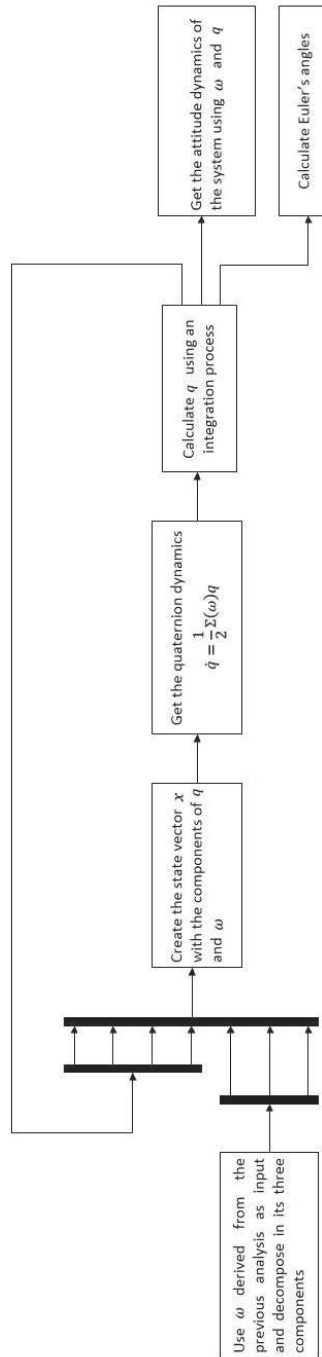 Use ω derived from the
previous analysis as input
and decompose in its three
components
Create the state vector x
with the components of q
and ω
Get the quaternion dynamics
q̇ = 1/2 Σ(ω)q
Calculate q using an
integration process
Get the attitude dynamics of
the system using ω and q
Calculate Euler's angles